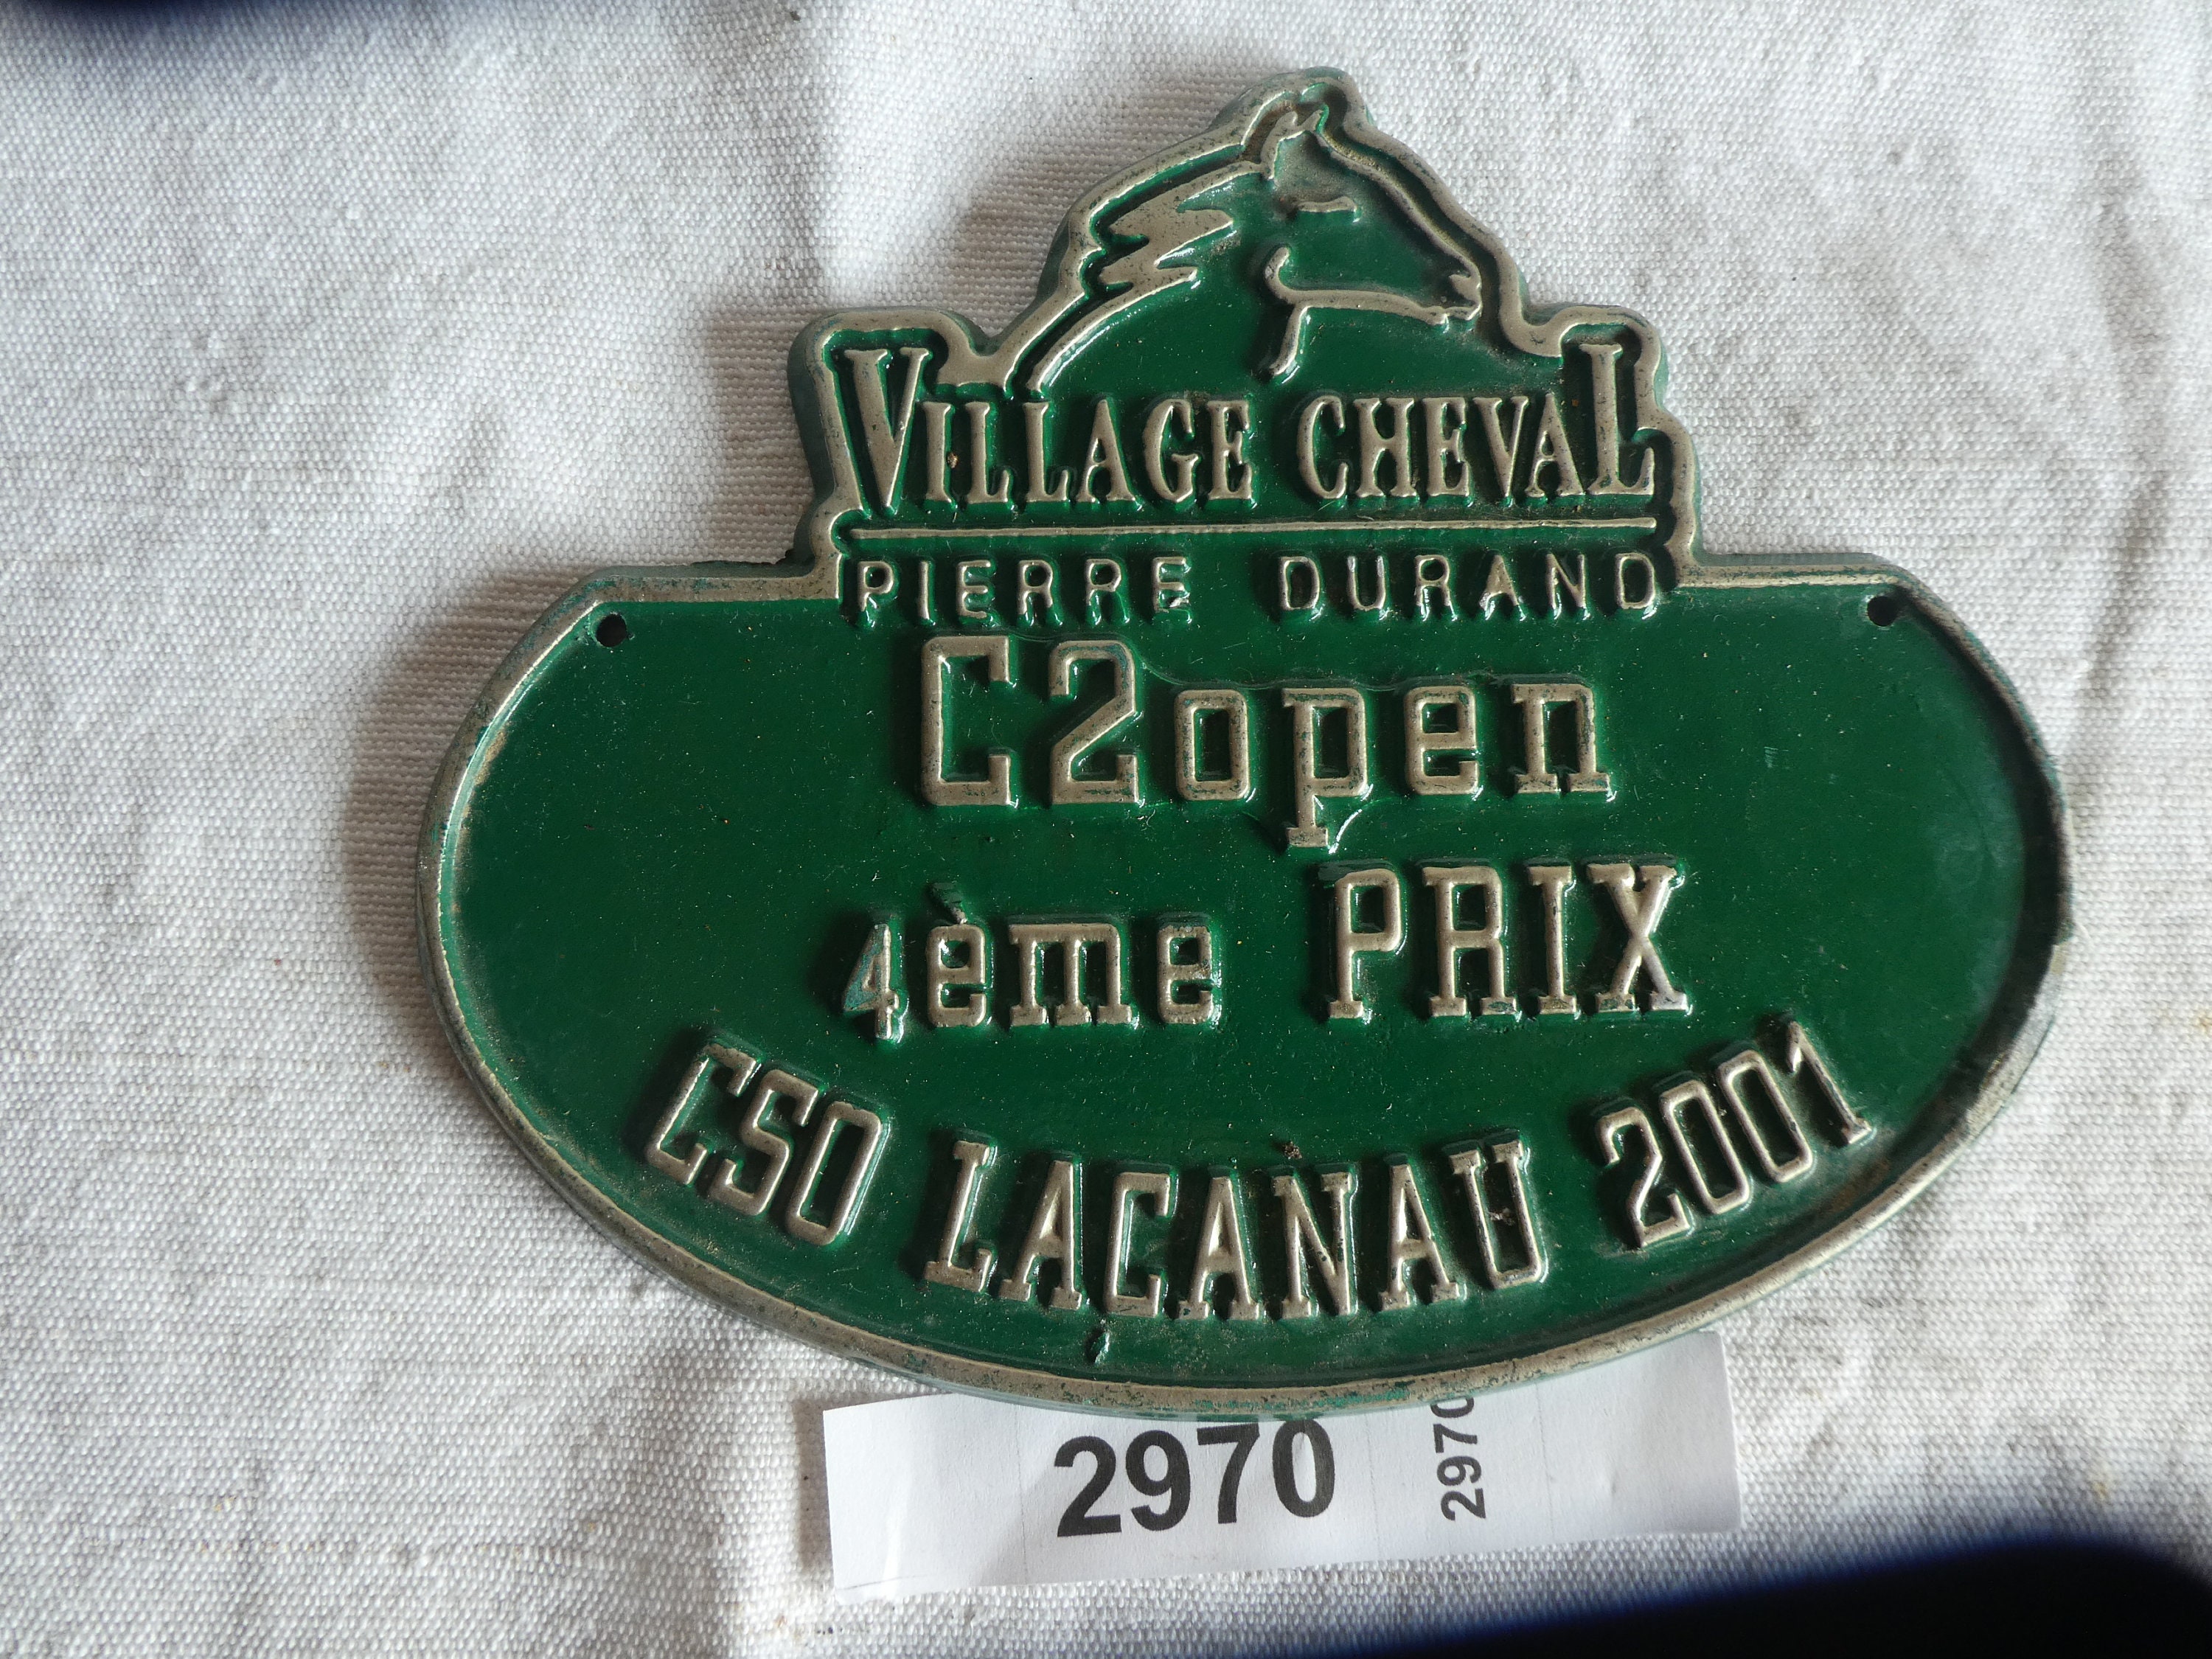 VILLAGE CHEVAL
PIERRE DURAND
C2open
4ème PRIX
CSO LACANAU 2001
2970
2970